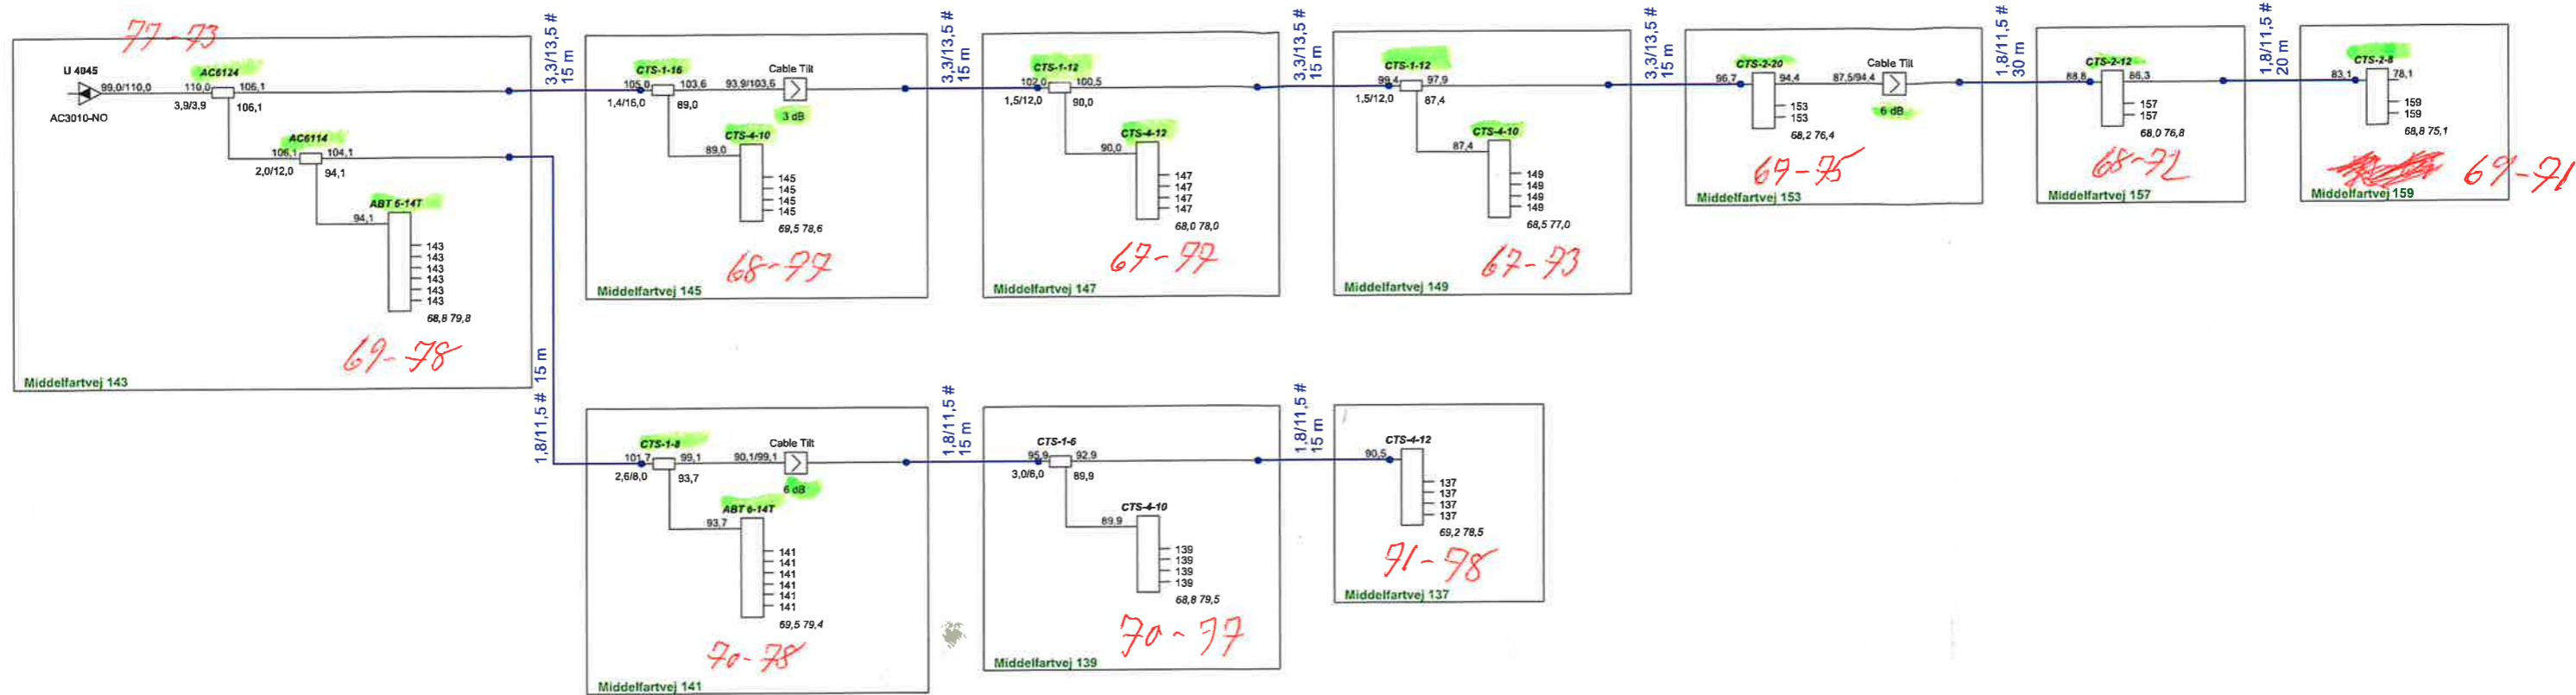 77-73
U 4045
99,0/110,0
AC3010-NO
AC6124
110,0
106,1
3,9/3,9
106,1
AC6114
106,1
104,1
2,0/12,0
94,1
ABT 6-14T
94,1
143
143
143
143
143
143
68,8 79,8
69-78
Middelfartvej 143
3,3/13,5 #
15 m
CTS-1-16
105,0
103,6
1,4/16,0
89,0
Cable Tilt
93,9/103,6
3 dB
CTS-4-10
89,0
145
145
145
145
69,5 78,6
68-77
Middelfartvej 145
3,3/13,5 #
15 m
CTS-1-12
102,0
100,5
1,5/12,0
90,0
CTS-4-12
90,0
147
147
147
147
68,0 78,0
67-77
Middelfartvej 147
3,3/13,5 #
15 m
CTS-1-12
99,4
97,9
1,5/12,0
87,4
CTS-4-10
87,4
149
149
149
149
68,5 77,0
67-73
Middelfartvej 149
3,3/13,5 #
15 m
CTS-2-20
96,7
94,4
Cable Tilt
87,5/94,4
6 dB
153
153
68,2 76,4
67-75
Middelfartvej 153
1,8/11,5 #
30 m
CTS-2-12
88,8
86,3
157
157
68,0 76,8
68-72
Middelfartvej 157
1,8/11,5 #
20 m
CTS-2-8
83,1
78,1
159
159
68,8 75,1
69-71
Middelfartvej 159
1,8/11,5 # 15 m
CTS-1-8
101,7
99,1
2,6/8,0
93,7
Cable Tilt
90,1/99,1
6 dB
ABT 6-14T
93,7
141
141
141
141
141
141
69,5 79,4
70-78
Middelfartvej 141
1,8/11,5 #
15 m
CTS-1-6
95,9
92,9
3,0/6,0
89,9
CTS-4-10
89,9
139
139
139
139
68,8 79,5
70-77
Middelfartvej 139
1,8/11,5 #
15 m
CTS-4-12
90,5
137
137
137
137
69,2 78,5
71-78
Middelfartvej 137